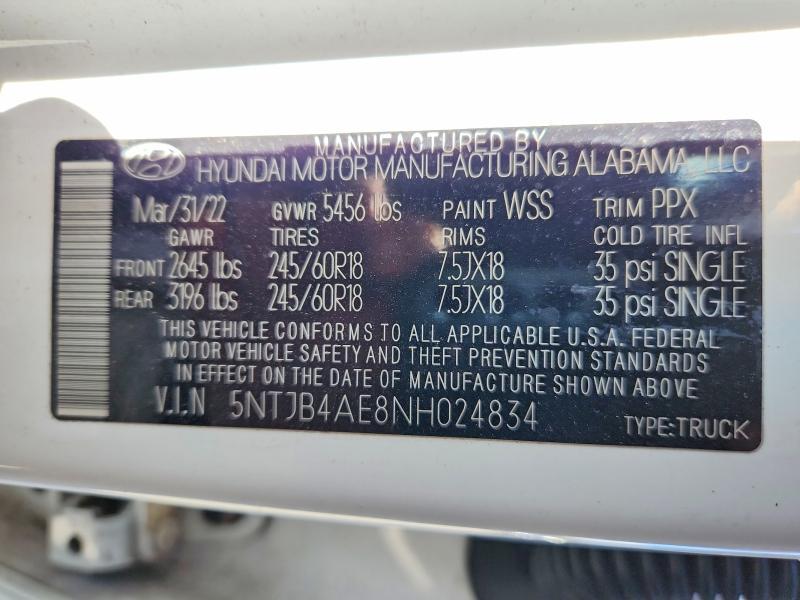 MANUFACTURED BY
HYUNDAI MOTOR MANUFACTURING ALABAMA, LLC
Mar/31/22 GVWR 5456 lbs PAINT WSS TRIM PPX
GAWR TIRES RIMS COLD TIRE INFL
FRONT 2645 lbs 245/60R18 7.5JX18 35 psi SINGLE
REAR 3196 lbs 245/60R18 7.5JX18 35 psi SINGLE
THIS VEHICLE CONFORMS TO ALL APPLICABLE U.S.A. FEDERAL
MOTOR VEHICLE SAFETY AND THEFT PREVENTION STANDARDS
IN EFFECT ON THE DATE OF MANUFACTURE SHOWN ABOVE
V.I.N 5NTJB4AE8NH024834
TYPE:TRUCK